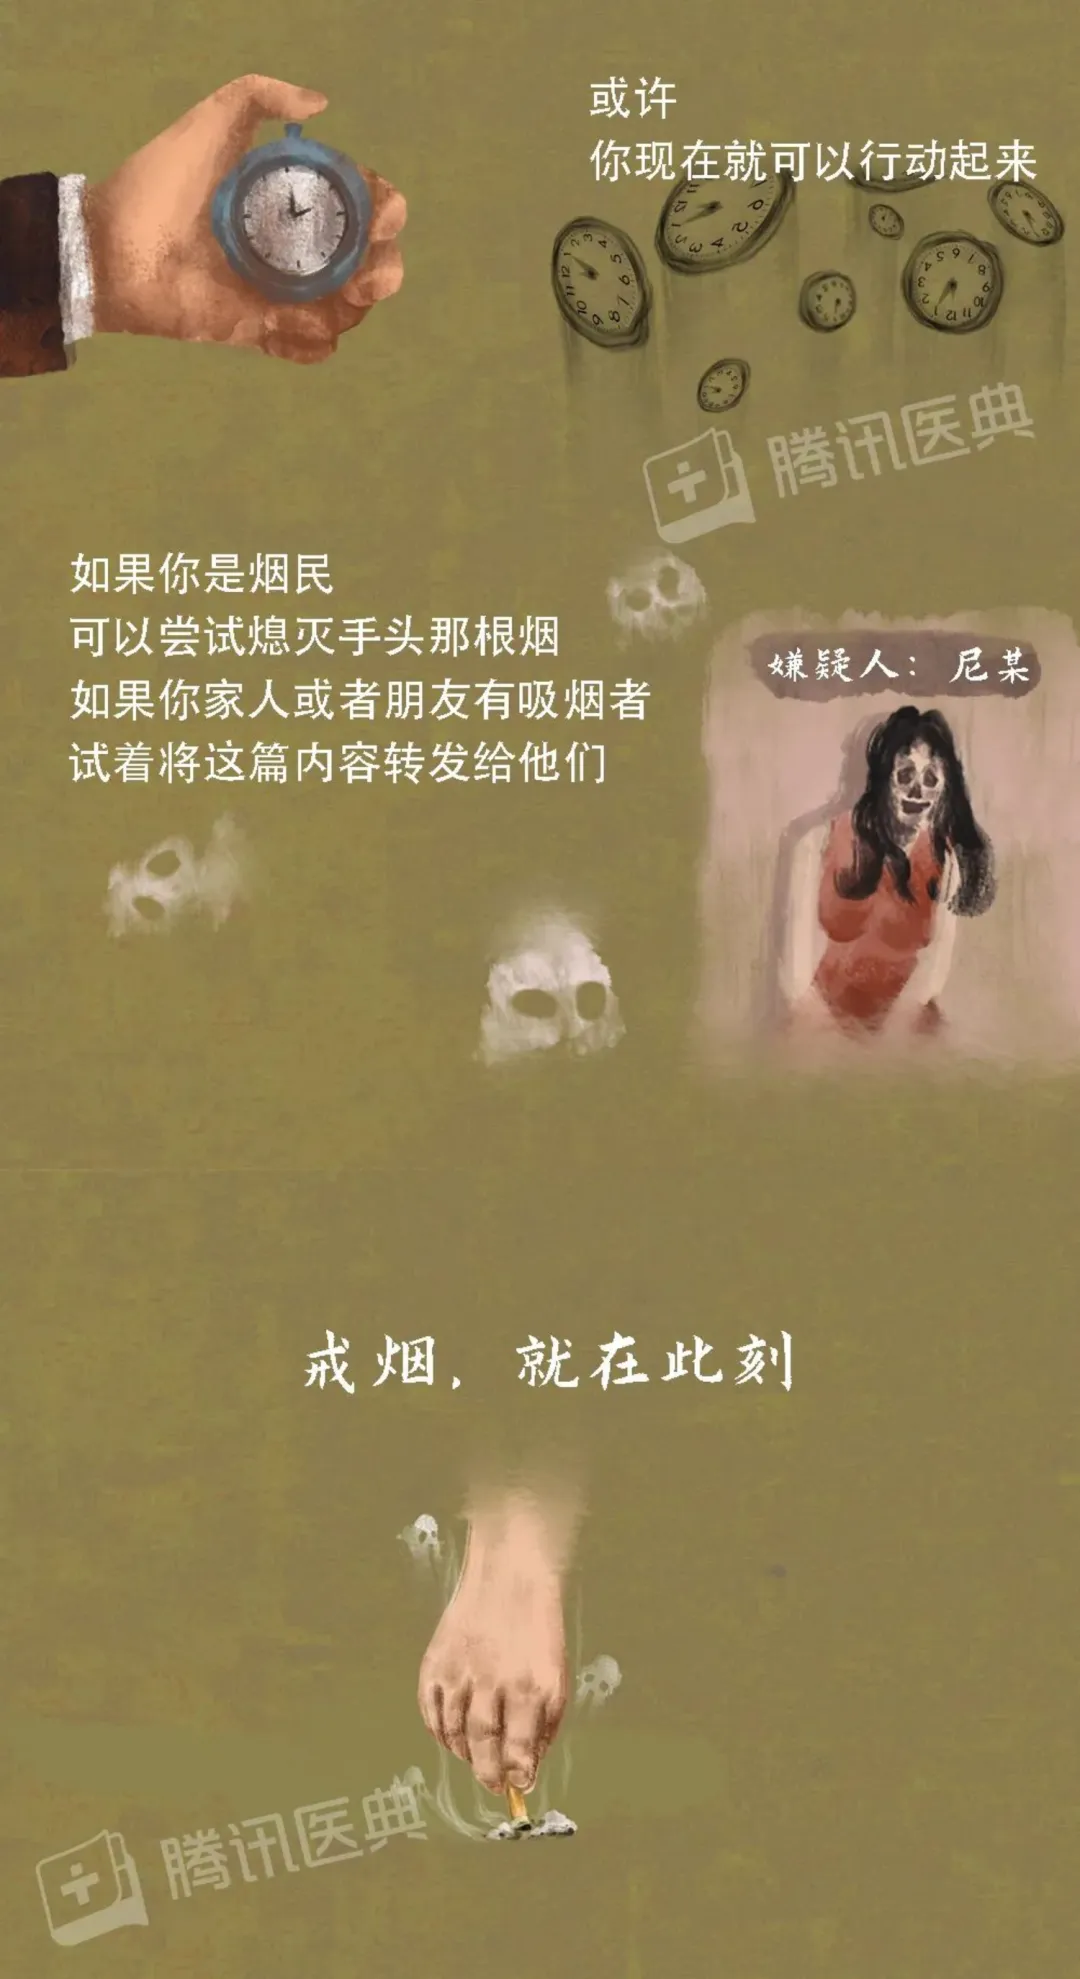 或许
你现在就可以行动起来
腾讯医典
如果你是烟民
可以尝试熄灭手头那根烟
如果你家人或者朋友有吸烟者
试着将这篇内容转发给他们
嫌疑人：尼某
戒烟，就在此刻
腾讯医典